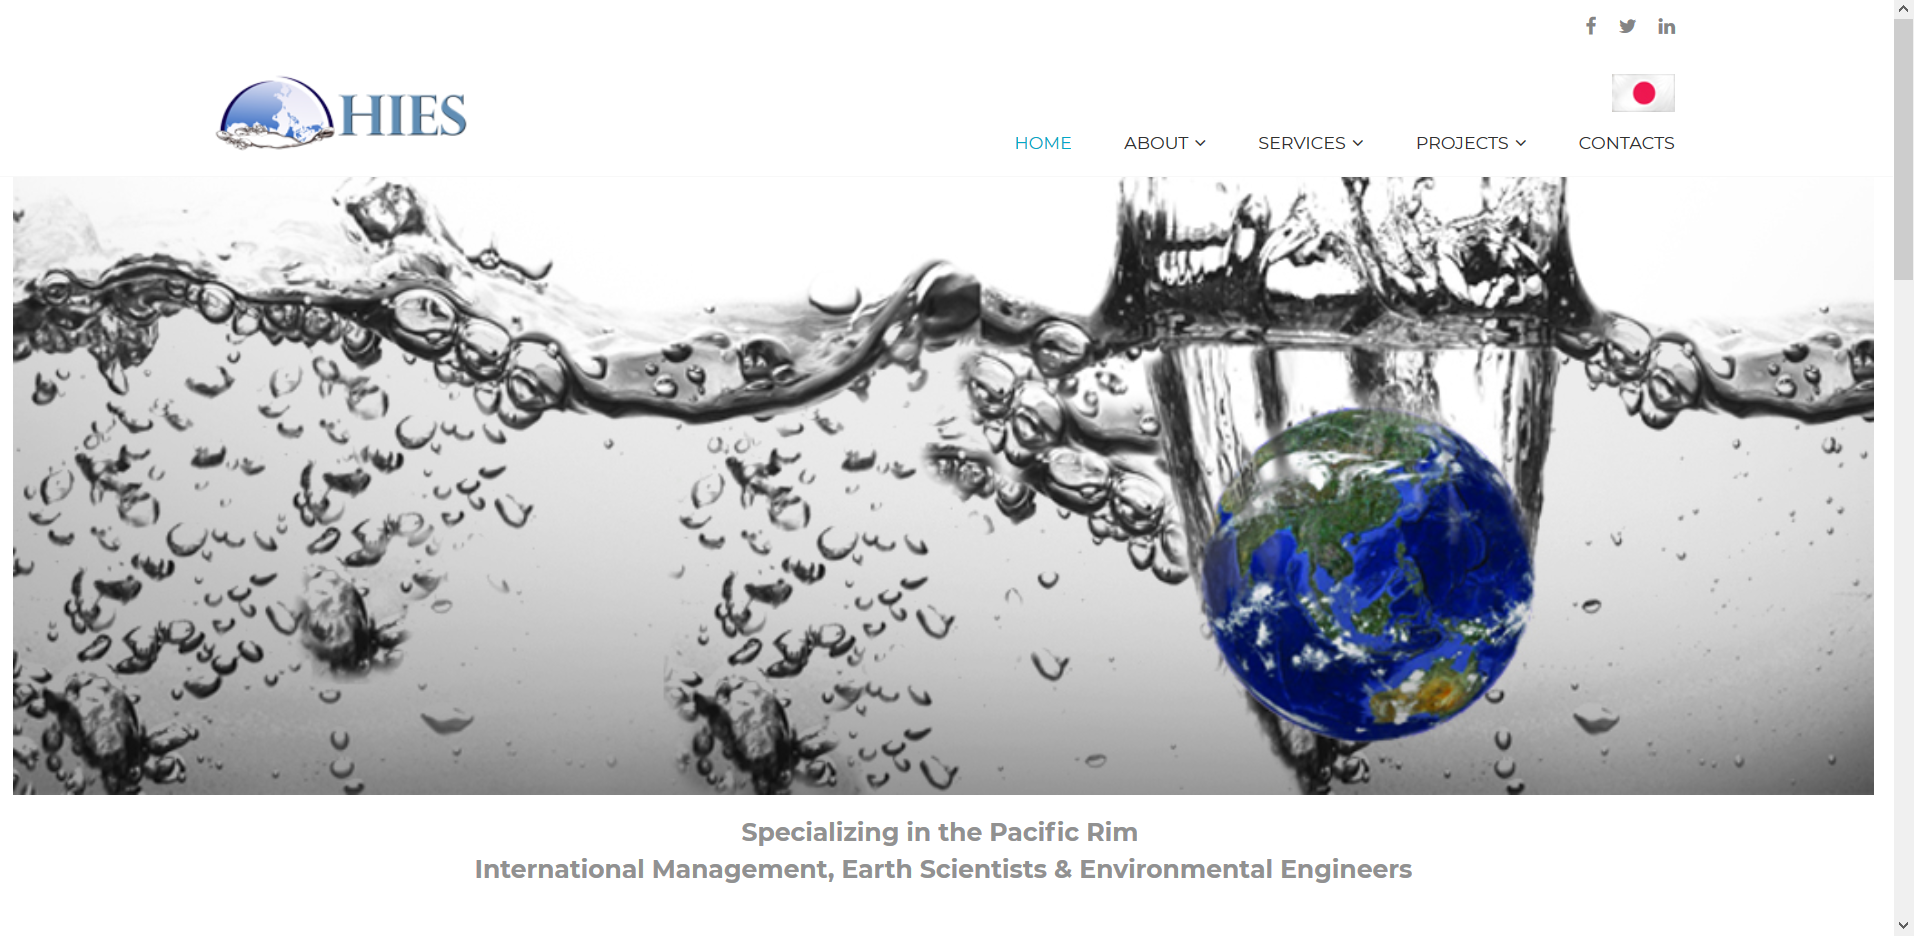 HIES
HOME
ABOUT
SERVICES
PROJECTS
CONTACTS
Specializing in the Pacific Rim
International Management, Earth Scientists & Environmental Engineers